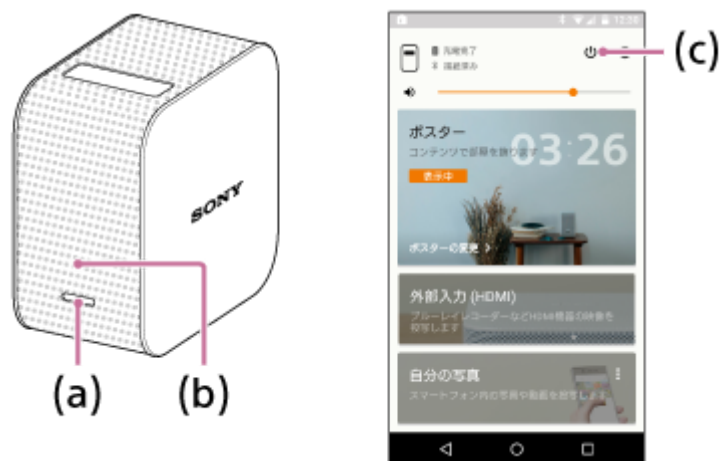 SONY
(a)
(b)
12:30
充電完了
接続済み
(c)
ポスター
コンテンツで部屋を飾ります
03:26
表示中
ポスターの変更 >
外部入力 (HDMI)
ブルーレイレコーダーなどHDMI機器の映像を
投写します
自分の写真
スマートフォン内の写真や動画を投写します